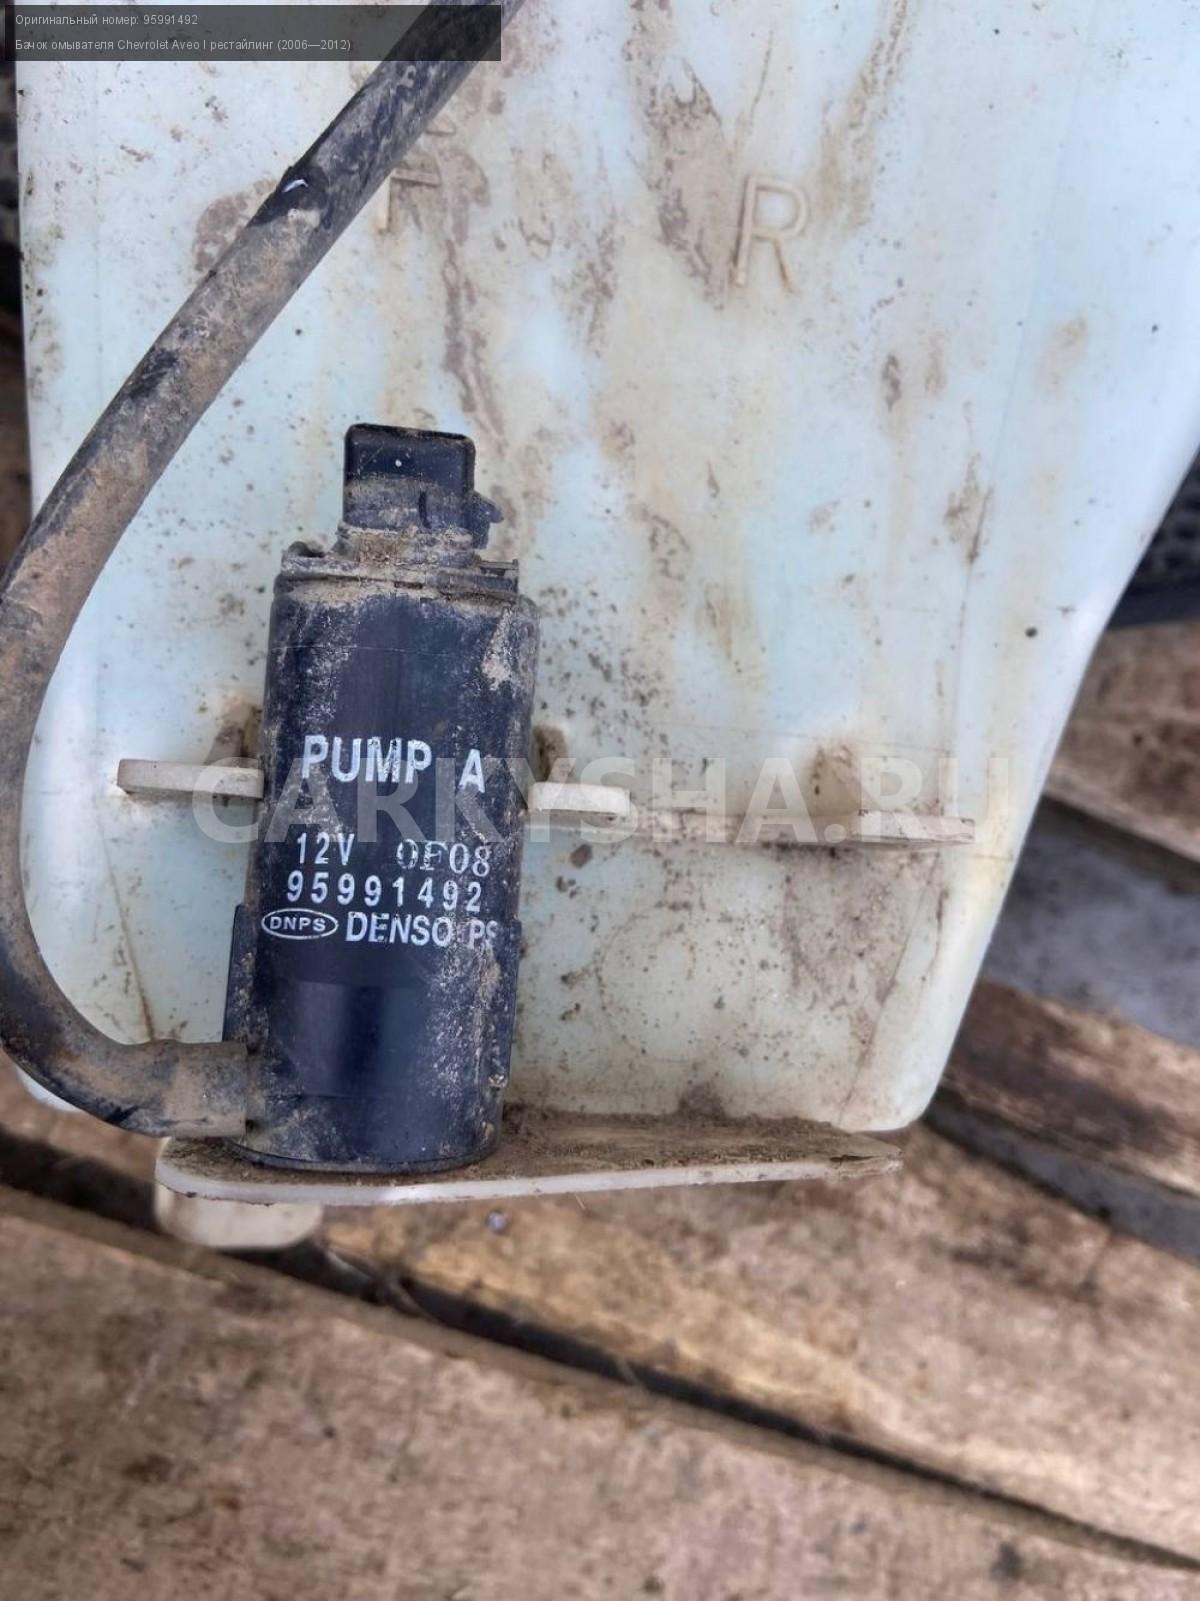 Оригинальный номер: 95991492
Бачок омывателя Chevrolet Aveo I рестайлинг (2006—2012)
R
PUMP A
CARKYSHA.RU
12V 0F08
95991492
DNPS DENSO PS